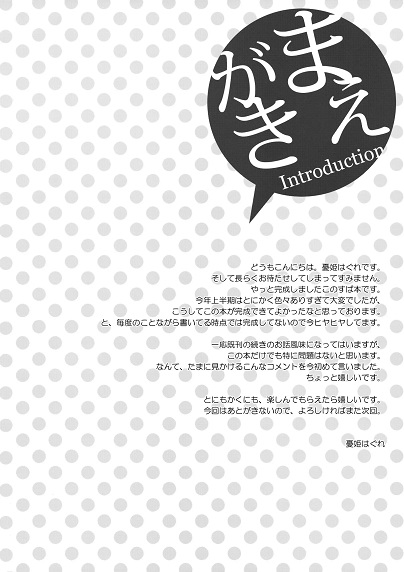 まえがき
Introduction
どうもこんにちは。憂姫はぐれです。
そして長らくお待たせしてしまってすみません。
やっと完成しましたこのすば本です。
今年上半期はとにかく色々ありすぎて大変でしたが、
こうしてこの本が完成できてよかったなと思っております。
と、毎度のことながら書いてる時点では完成してないので今ヒヤヒヤしてます。
一応既刊の続きのお話風味になってはいますが、
この本だけでも特に問題はないと思います。
なんて、たまに見かけるこんなコメントを今初めて言いました。
ちょっと嬉しいです。
とにもかくにも、楽しんでもらえたら嬉しいです。
今回はあとがきないので、よろしければまた次回。
憂姫はぐれ